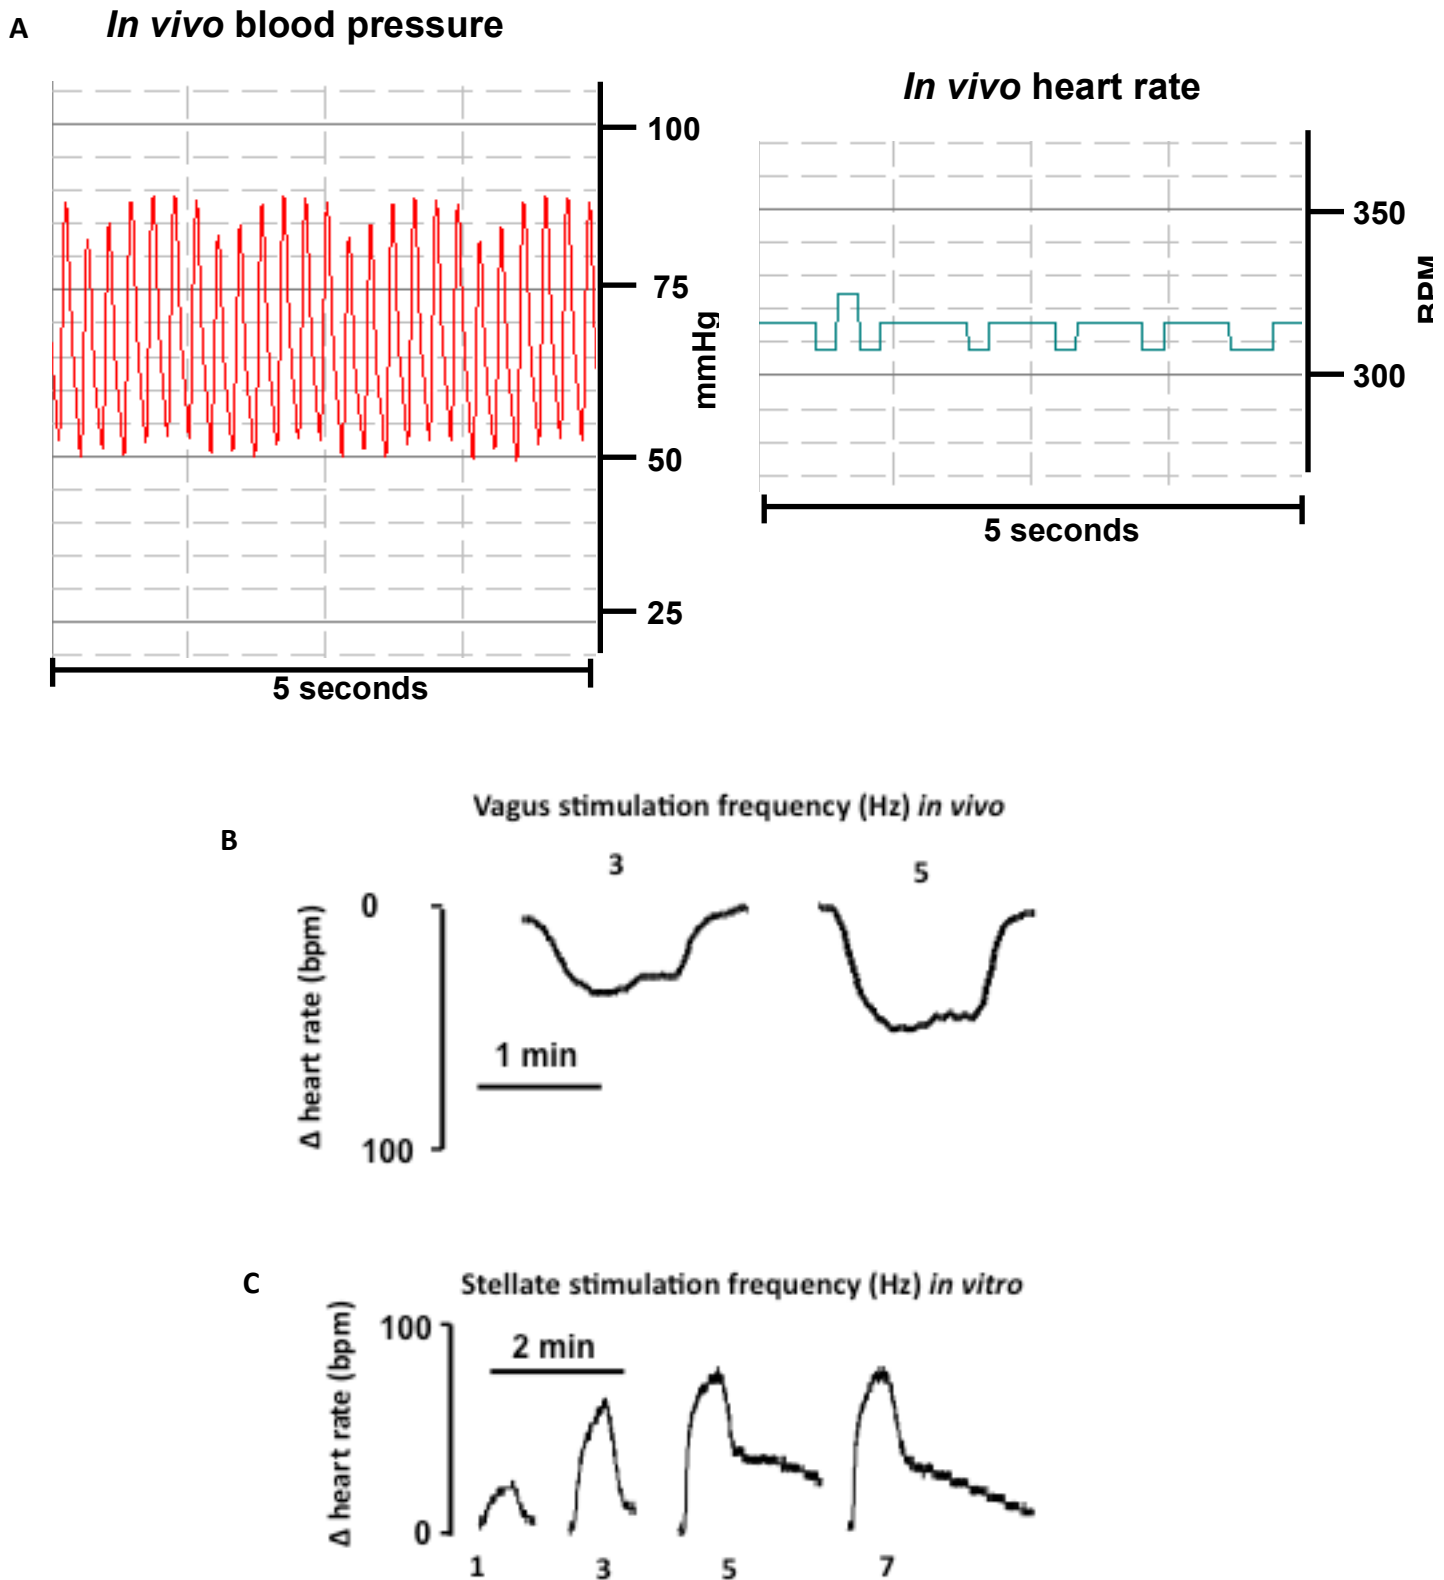 A
In vivo blood pressure
In vivo heart rate
100
75
50
25
mmHg
5 seconds
350
300
BPM
5 seconds
B
Vagus stimulation frequency (Hz) in vivo
3
5
Δ heart rate (bpm)
0
100
1 min
C
Stellate stimulation frequency (Hz) in vitro
Δ heart rate (bpm)
100
0
2 min
1
3
5
7